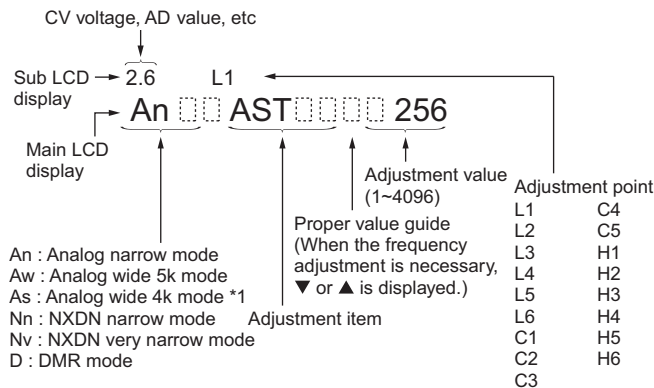 CV voltage, AD value, etc
Sub LCD display
2.6 L1
Main LCD display
An AST 256
Adjustment value
(1~4096)
Proper value guide
(When the frequency
adjustment is necessary,
▼ or ▲ is displayed.)
Adjustment item
An : Analog narrow mode
Aw : Analog wide 5k mode
As : Analog wide 4k mode *1
Nn : NXDN narrow mode
Nv : NXDN very narrow mode
D : DMR mode
Adjustment point
L1 C4
L2 C5
L3 H1
L4 H2
L5 H3
L6 H4
C1 H5
C2 H6
C3